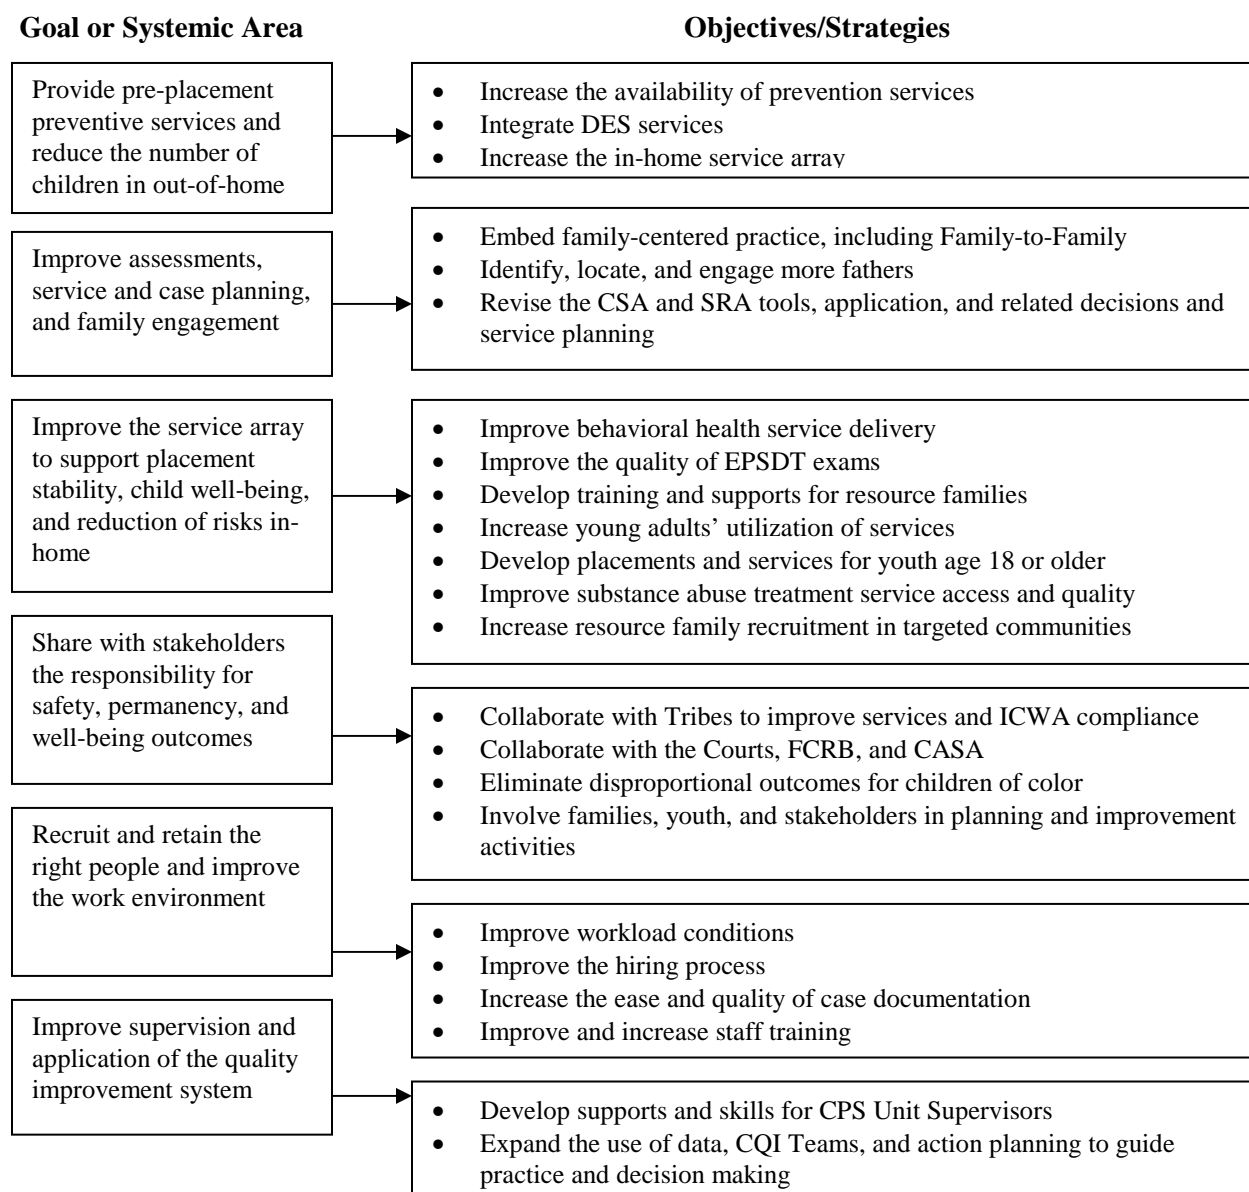 Goal or Systemic Area
Objectives/Strategies
Provide pre-placement
preventive services and
reduce the number of
children in out-of-home
• Increase the availability of prevention services
• Integrate DES services
• Increase the in-home service array
Improve assessments,
service and case planning,
and family engagement
• Embed family-centered practice, including Family-to-Family
• Identify, locate, and engage more fathers
• Revise the CSA and SRA tools, application, and related decisions and
service planning
Improve the service array
to support placement
stability, child well-being,
and reduction of risks in-
home
• Improve behavioral health service delivery
• Improve the quality of EPSDT exams
• Develop training and supports for resource families
• Increase young adults’ utilization of services
• Develop placements and services for youth age 18 or older
• Improve substance abuse treatment service access and quality
• Increase resource family recruitment in targeted communities
Share with stakeholders
the responsibility for
safety, permanency, and
well-being outcomes
• Collaborate with Tribes to improve services and ICWA compliance
• Collaborate with the Courts, FCRB, and CASA
• Eliminate disproportional outcomes for children of color
• Involve families, youth, and stakeholders in planning and improvement
activities
Recruit and retain the
right people and improve
the work environment
• Improve workload conditions
• Improve the hiring process
• Increase the ease and quality of case documentation
• Improve and increase staff training
Improve supervision and
application of the quality
improvement system
• Develop supports and skills for CPS Unit Supervisors
• Expand the use of data, CQI Teams, and action planning to guide
practice and decision making